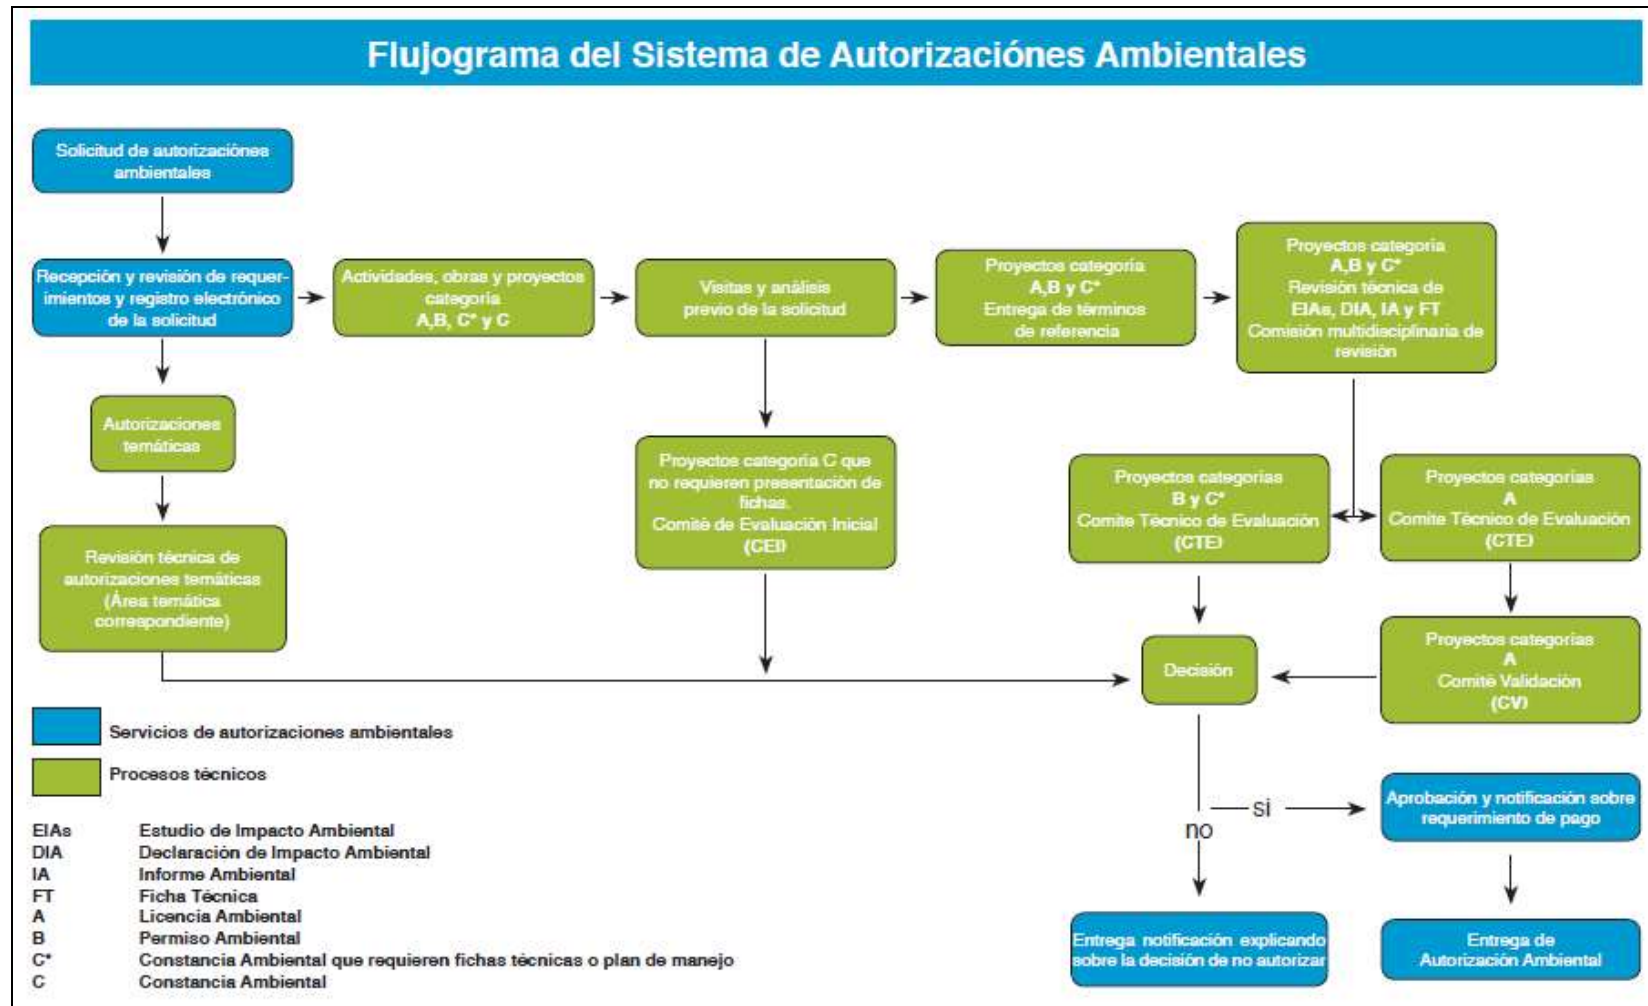 Flujograma del Sistema de Autorizaciónes Ambientales
Solicitud de autorizaciónes
ambientales
Recepción y revisión de requer-
imientos y registro electrónico
de la solicitud
Actividades, obras y proyectos
categoría
A,B, C* y C
Visitas y análisis
previo de la solicitud
Proyectos categoría
A,B y C*
Entrega de términos
de referencia
Proyectos categoría
A,B y C*
Revisión técnica de
EIAs, DIA, IA y FT
Comisión multidisciplinaria de
revisión
Autorizaciones
temáticas
Revisión técnica de
autorizaciones temáticas
(Área temática
correspondiente)
Proyectos categoría C que
no requieren presentación de
fichas.
Comité de Evaluación Inicial
(CEI)
Proyectos categorías
B y C*
Comite Técnico de Evaluación
(CTE)
Proyectos categorías
A
Comite Técnico de Evaluación
(CTE)
Decisión
Proyectos categorías
A
Comité Validación
(CV)
si
no
Aprobación y notificación sobre
requerimiento de pago
Entrega notificación explicando
sobre la decisión de no autorizar
Entrega de
Autorización Ambiental
Servicios de autorizaciones ambientales
Procesos técnicos
EIAs Estudio de Impacto Ambiental
DIA Declaración de Impacto Ambiental
IA Informe Ambiental
FT Ficha Técnica
A Licencia Ambiental
B Permiso Ambiental
C* Constancia Ambiental que requieren fichas técnicas o plan de manejo
C Constancia Ambiental